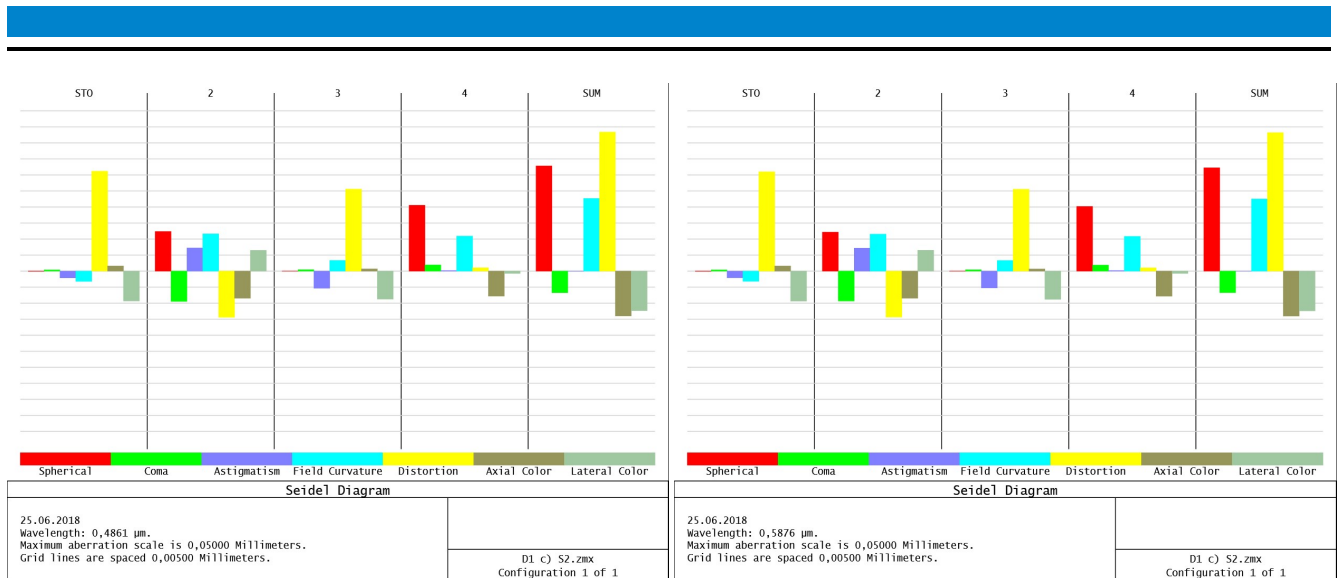 STO 2 3 4 SUM
Spherical Coma Astigmatism Field Curvature Distortion Axial Color Lateral Color
Seidel Diagram
25.06.2018
Wavelength: 0,4861 µm.
Maximum aberration scale is 0,05000 Millimeters.
Grid lines are spaced 0,00500 Millimeters.
D1 c) S2.zmx
Configuration 1 of 1
STO 2 3 4 SUM
Spherical Coma Astigmatism Field Curvature Distortion Axial Color Lateral Color
Seidel Diagram
25.06.2018
Wavelength: 0,5876 µm.
Maximum aberration scale is 0,05000 Millimeters.
Grid lines are spaced 0,00500 Millimeters.
D1 c) S2.zmx
Configuration 1 of 1